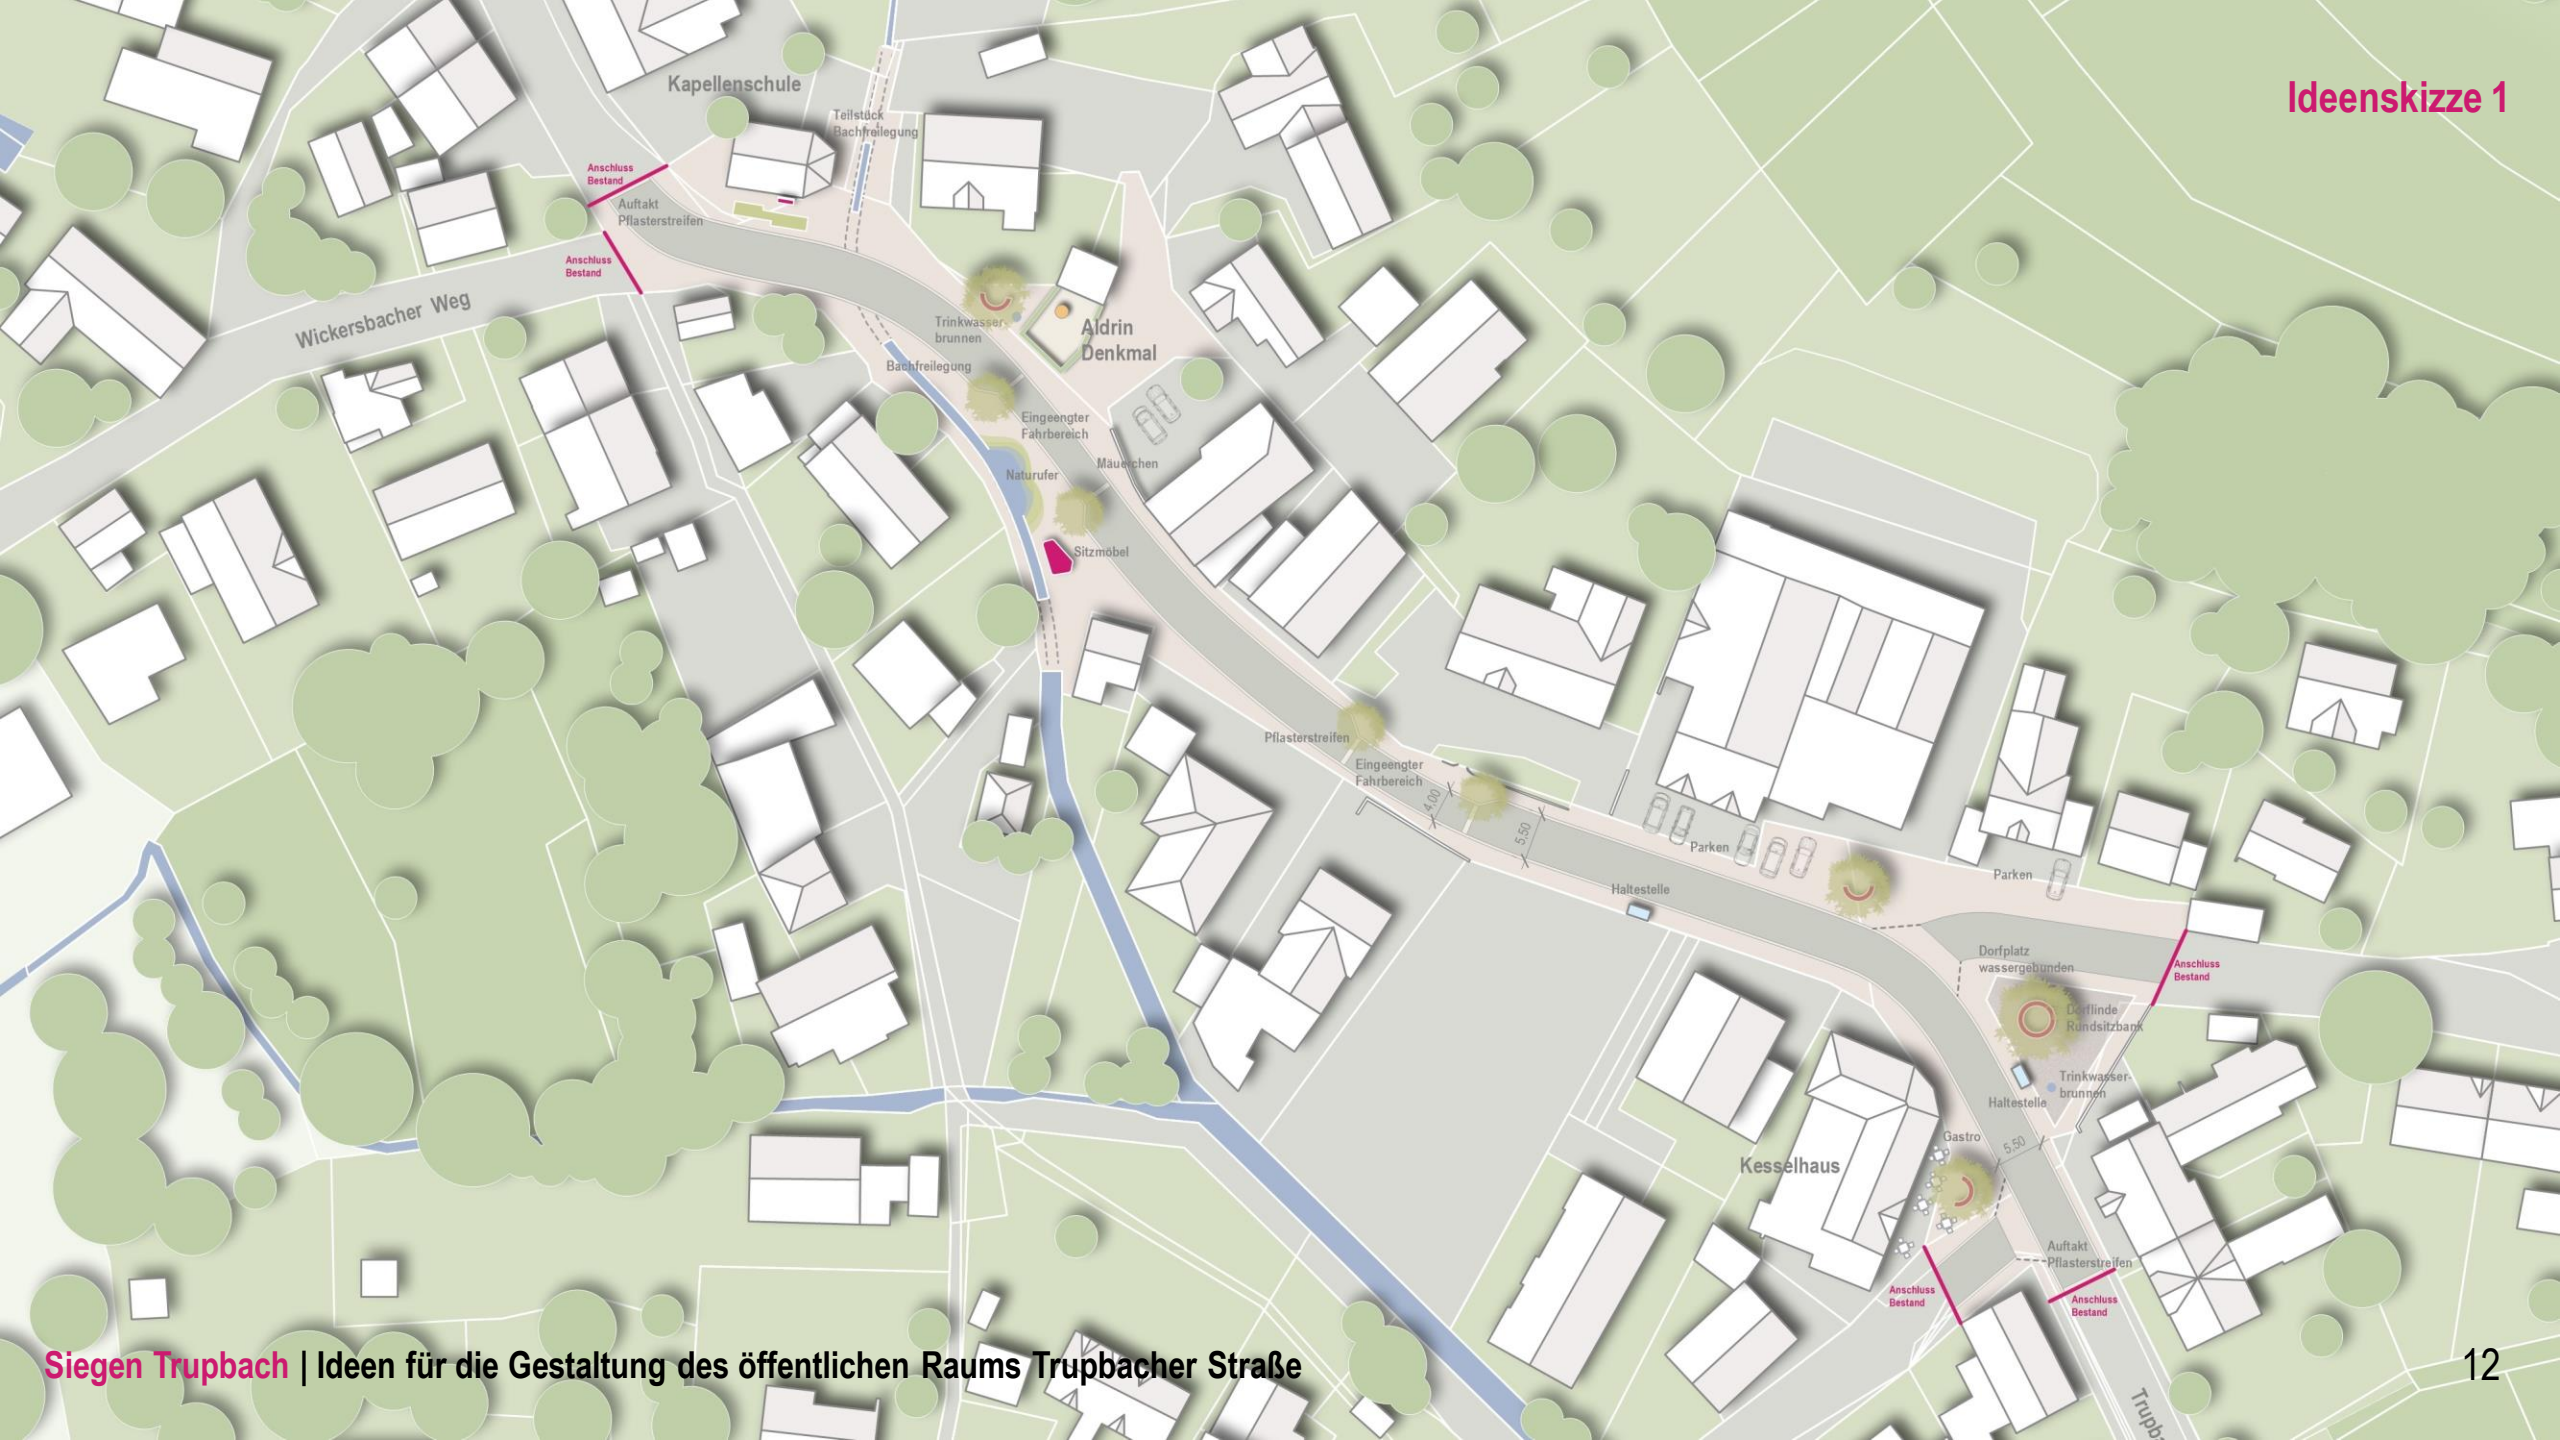 Ideenskizze 1
Kapellenschule
Teilstück
Bachfreilegung
Anschluss
Bestand
Auftakt
Pflasterstreifen
Anschluss
Bestand
Wickersbacher Weg
Trinkwasser-
brunnen
Aldrin
Denkmal
Bachfreilegung
Eingeengter
Fahrbereich
Mäuerchen
Naturufer
Sitzmöbel
Pflasterstreifen
Eingeengter
Fahrbereich
4,00
5,50
Parken
Haltestelle
Parken
Dorfplatz
wassergebunden
Anschluss
Bestand
Dorflinde
Rundsitzbank
Trinkwasser-
brunnen
Haltestelle
Gastro
5,50
Kesselhaus
Auftakt
Pflasterstreifen
Anschluss
Bestand
Anschluss
Bestand
Siegen Trupbach | Ideen für die Gestaltung des öffentlichen Raums Trupbacher Straße
12